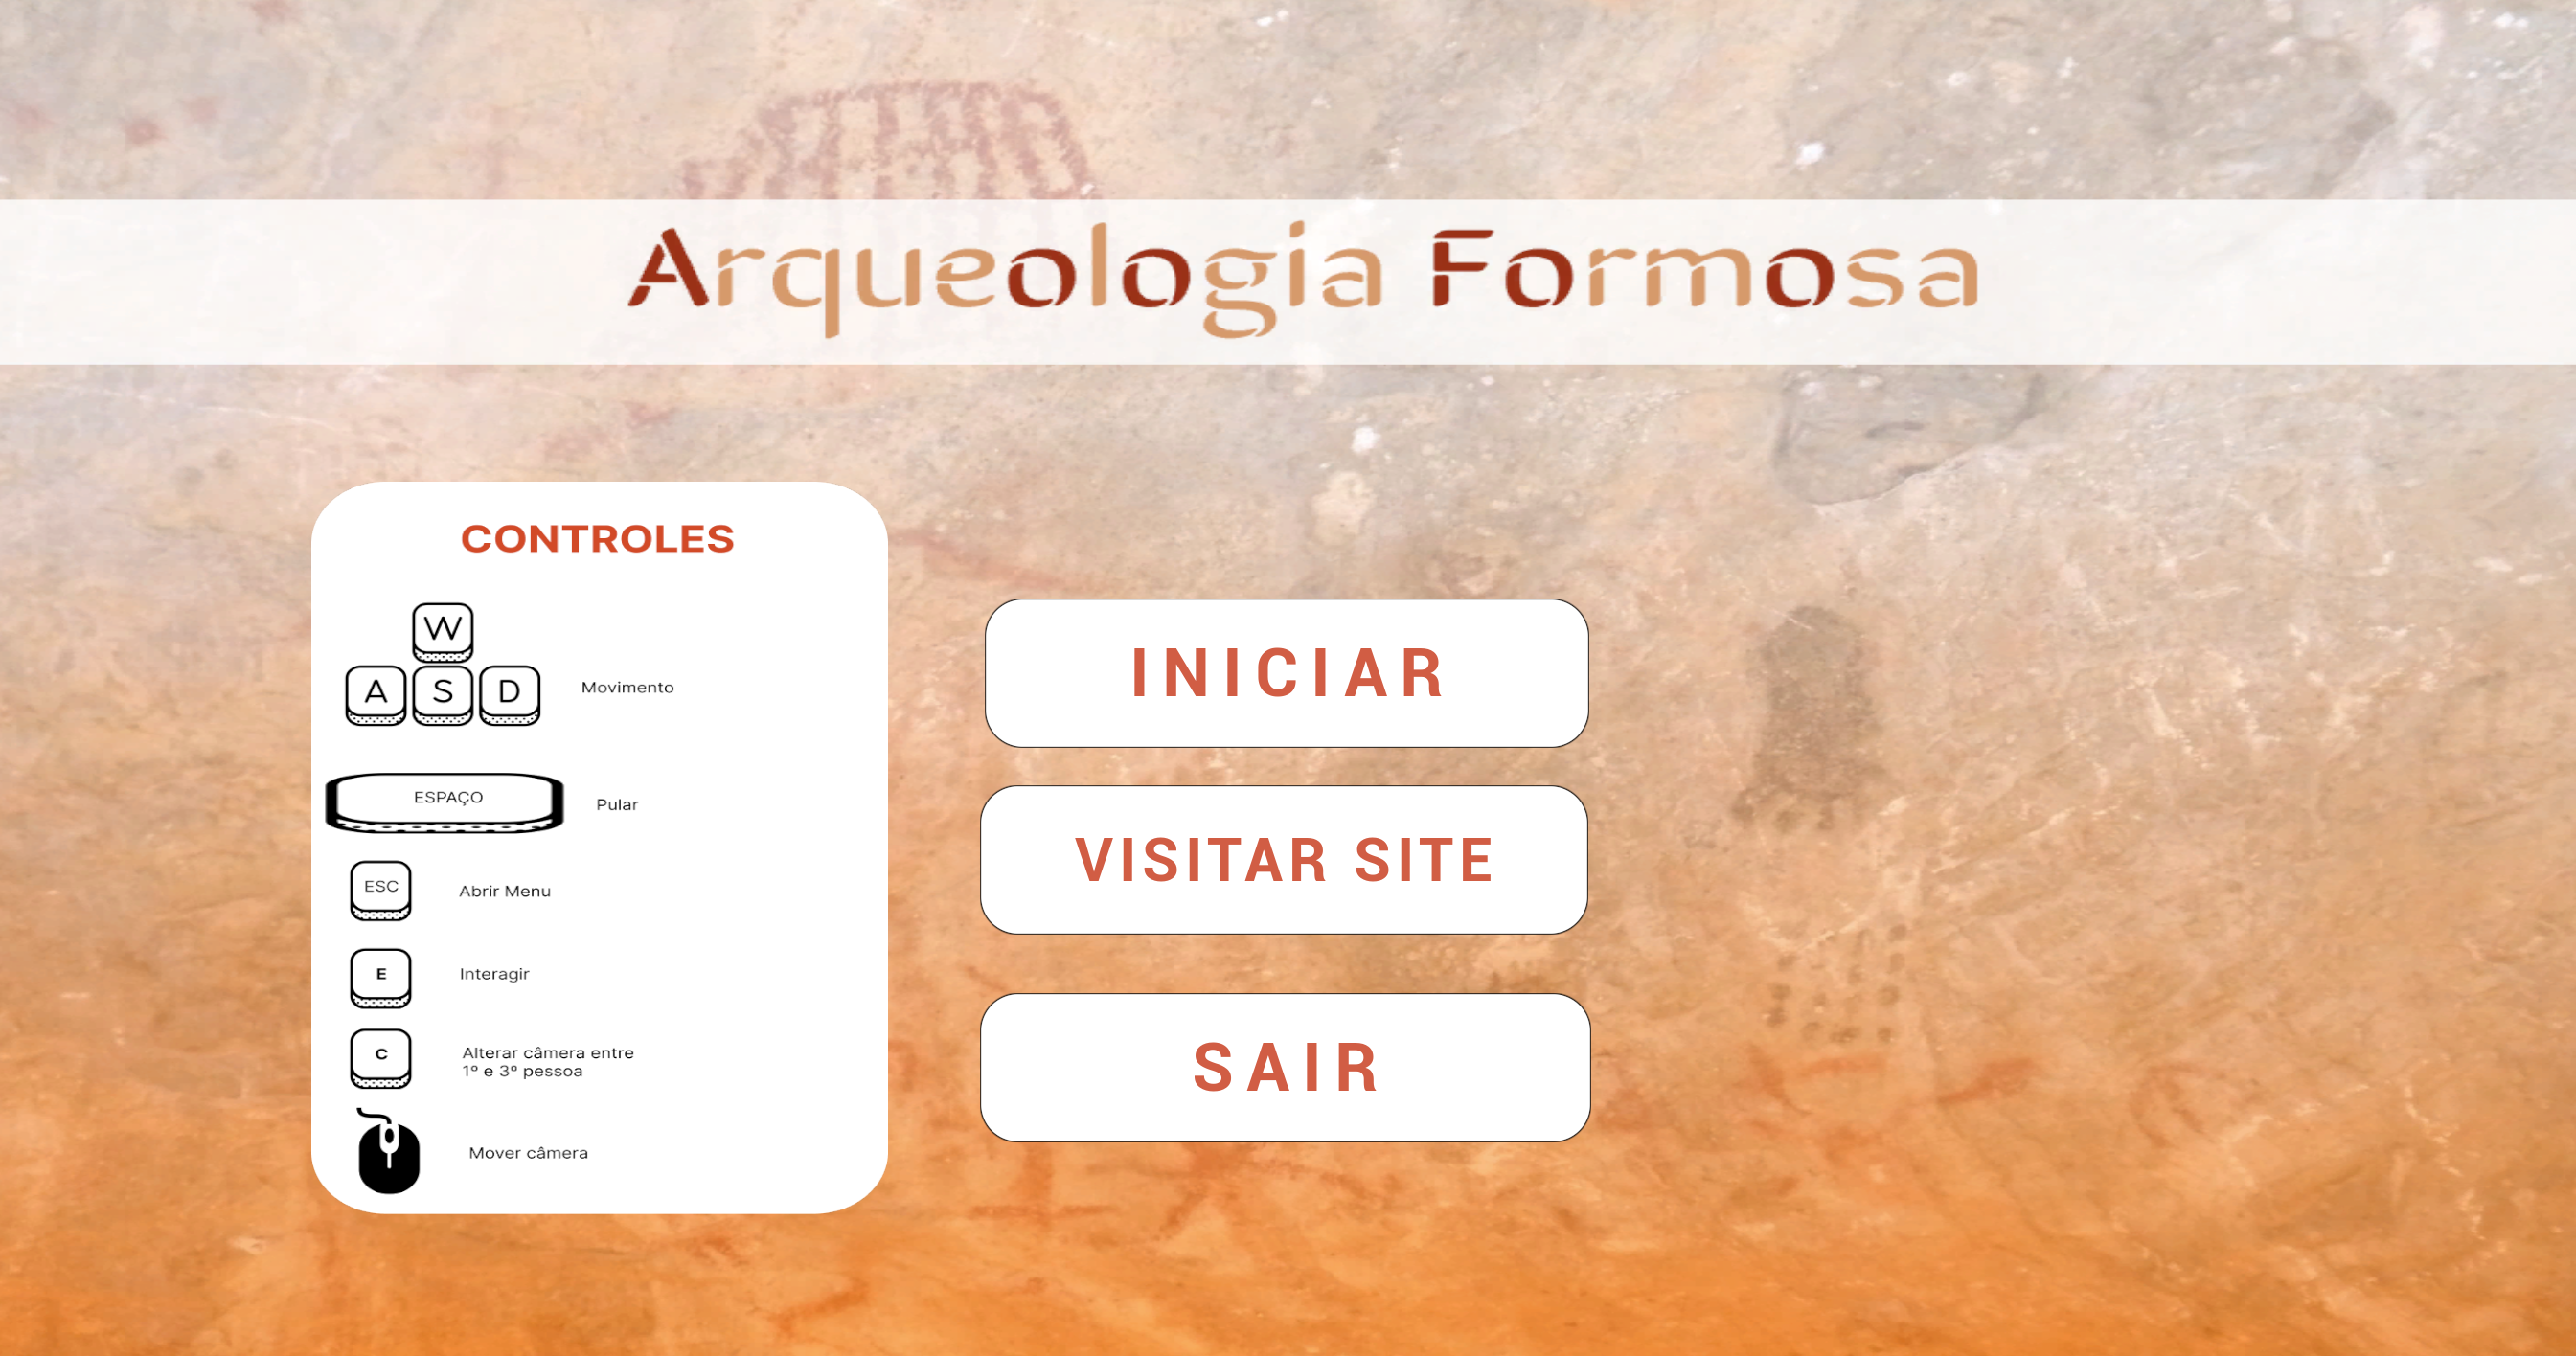 Arqueologia Formosa
CONTROLES
W
A S D
Movimento
ESPAÇO
Pular
ESC
Abrir Menu
E
Interagir
C
Alterar câmera entre
1º e 3º pessoa
Mover câmera
INICIAR
VISITAR SITE
SAIR